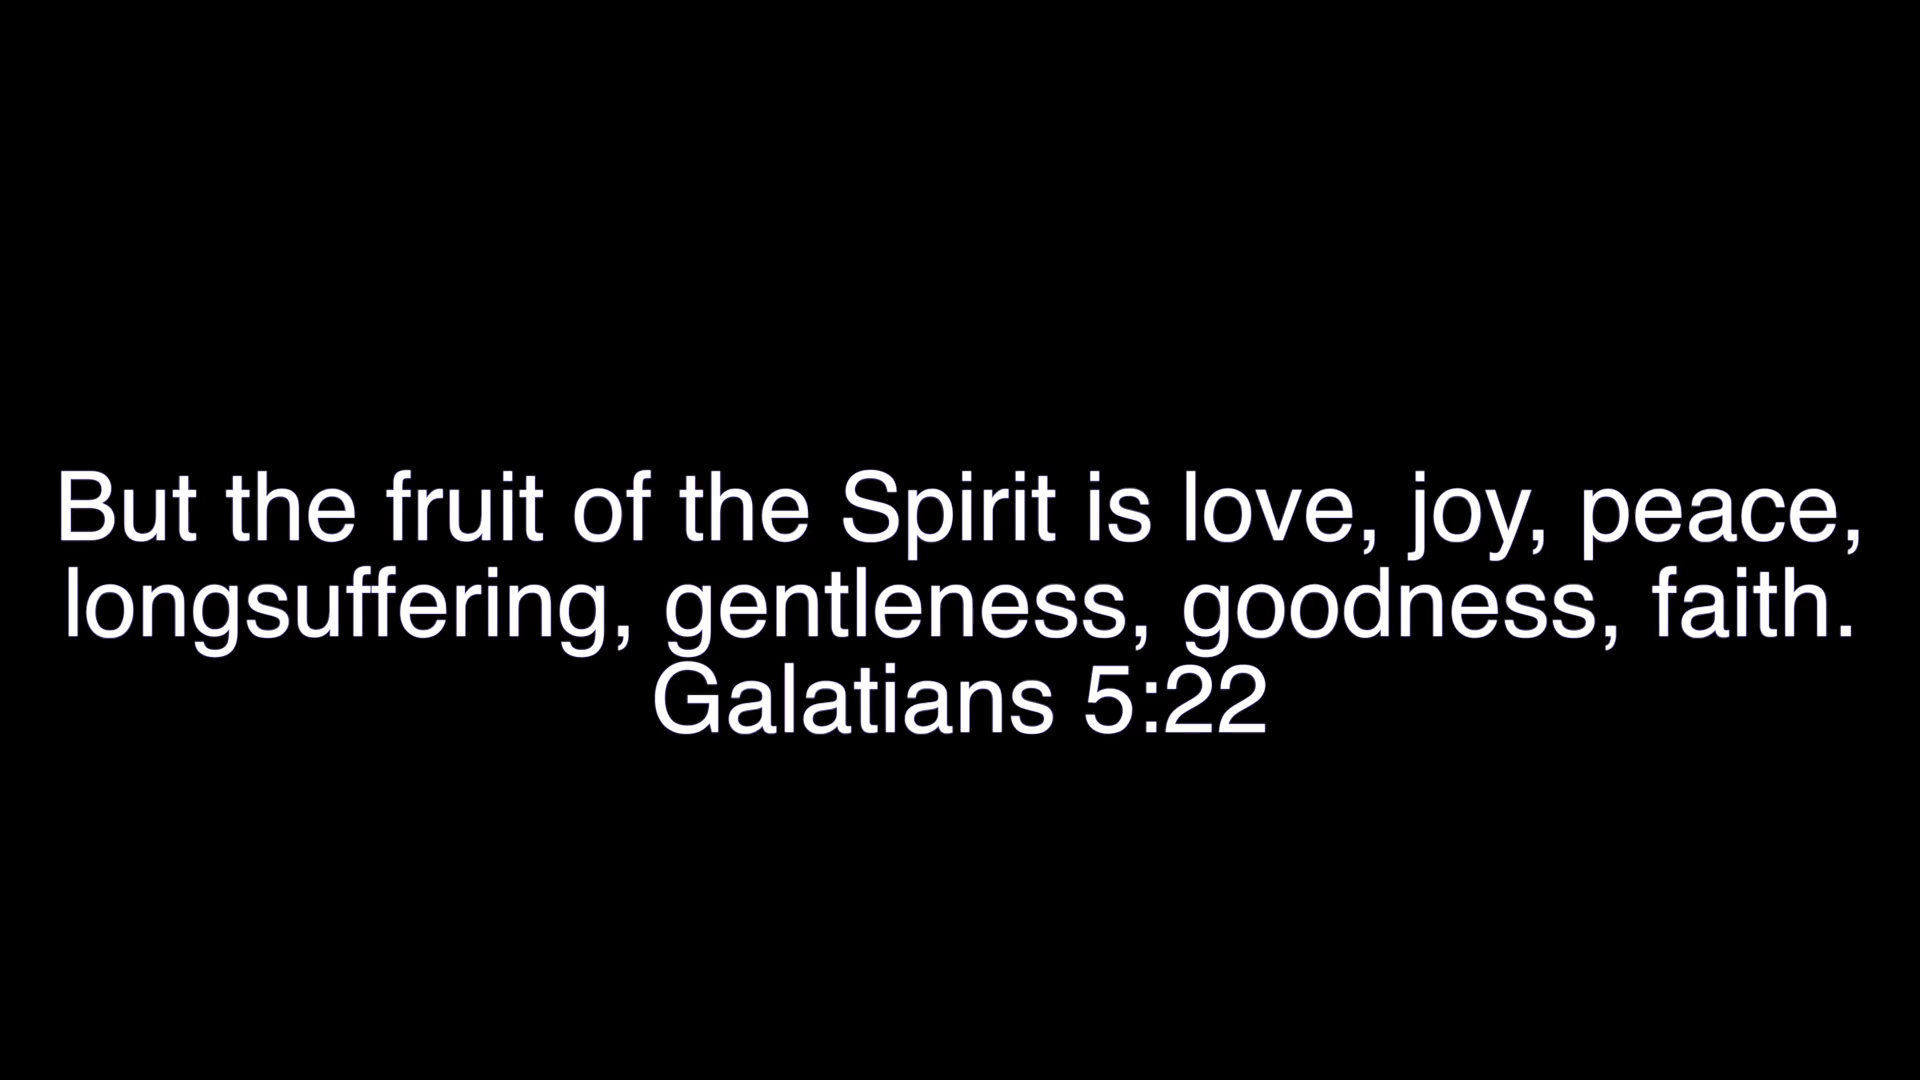 But the fruit of the Spirit is love, joy, peace,
longsuffering, gentleness, goodness, faith.
Galatians 5:22